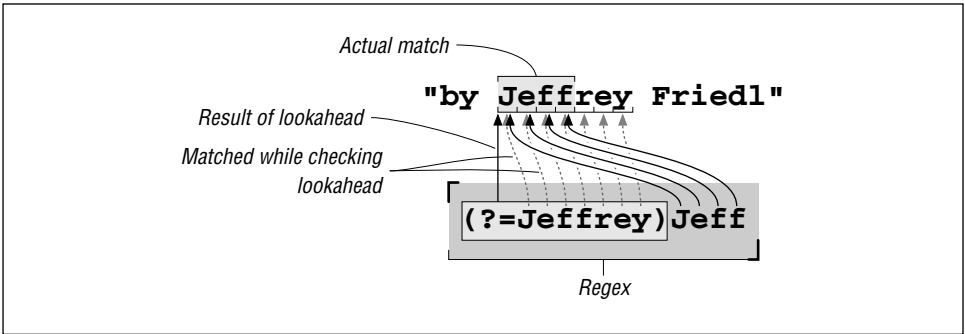 Actual match
"by Jeffrey Friedl"
Result of lookahead
Matched while checking
lookahead
(?=Jeffrey)Jeff
Regex